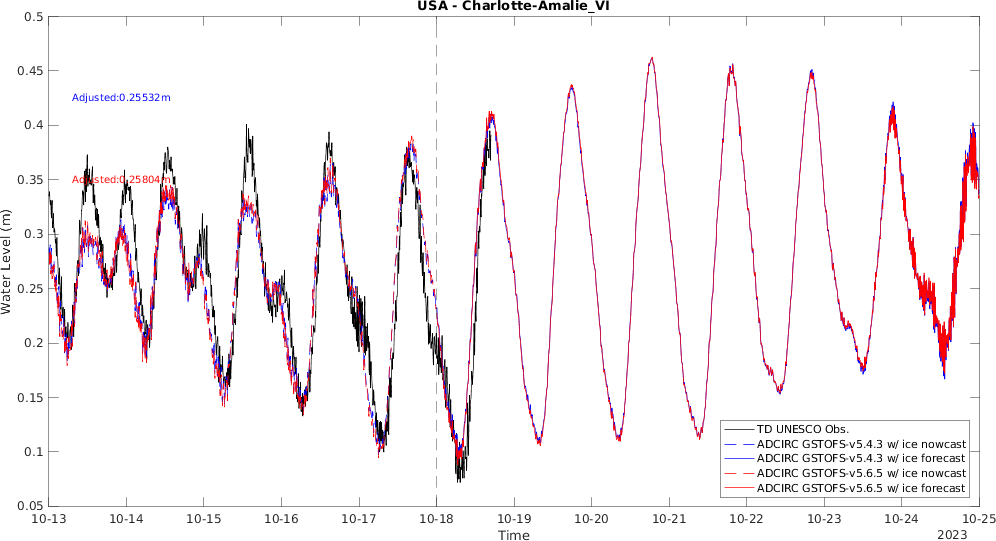 USA - Charlotte-Amalie_VI
0.5
0.45
0.4
0.35
0.3
0.25
0.2
0.15
0.1
0.05
Water Level (m)
Adjusted:0.25532m
Adjusted:0.25804m
TD UNESCO Obs.
ADCIRC GSTOFS-v5.4.3 w/ ice nowcast
ADCIRC GSTOFS-v5.4.3 w/ ice forecast
ADCIRC GSTOFS-v5.6.5 w/ ice nowcast
ADCIRC GSTOFS-v5.6.5 w/ ice forecast
10-13 10-14 10-15 10-16 10-17 10-18 10-19 10-20 10-21 10-22 10-23 10-24 10-25
Time
2023